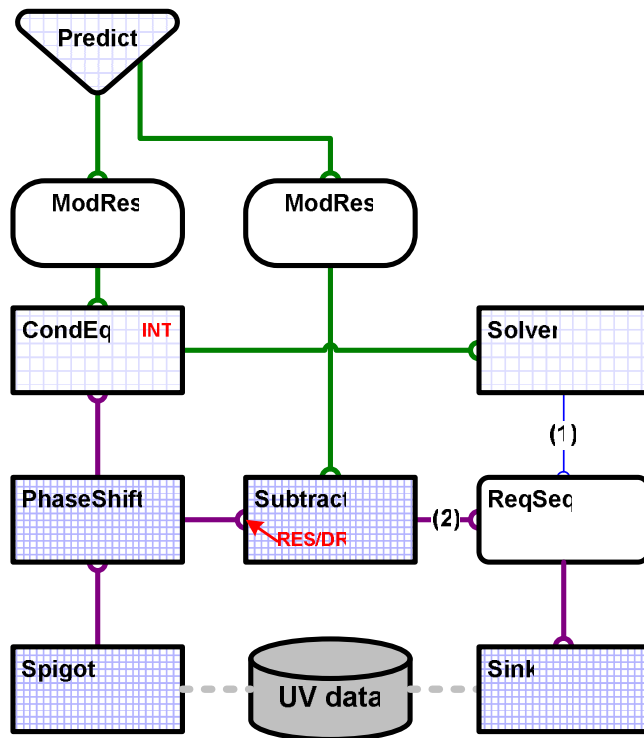 Predict
ModRes
ModRes
CondEq
INT
Solver
(1)
PhaseShift
Subtract
(2)
ReqSeq
RES/DR
Spigot
UV data
Sink